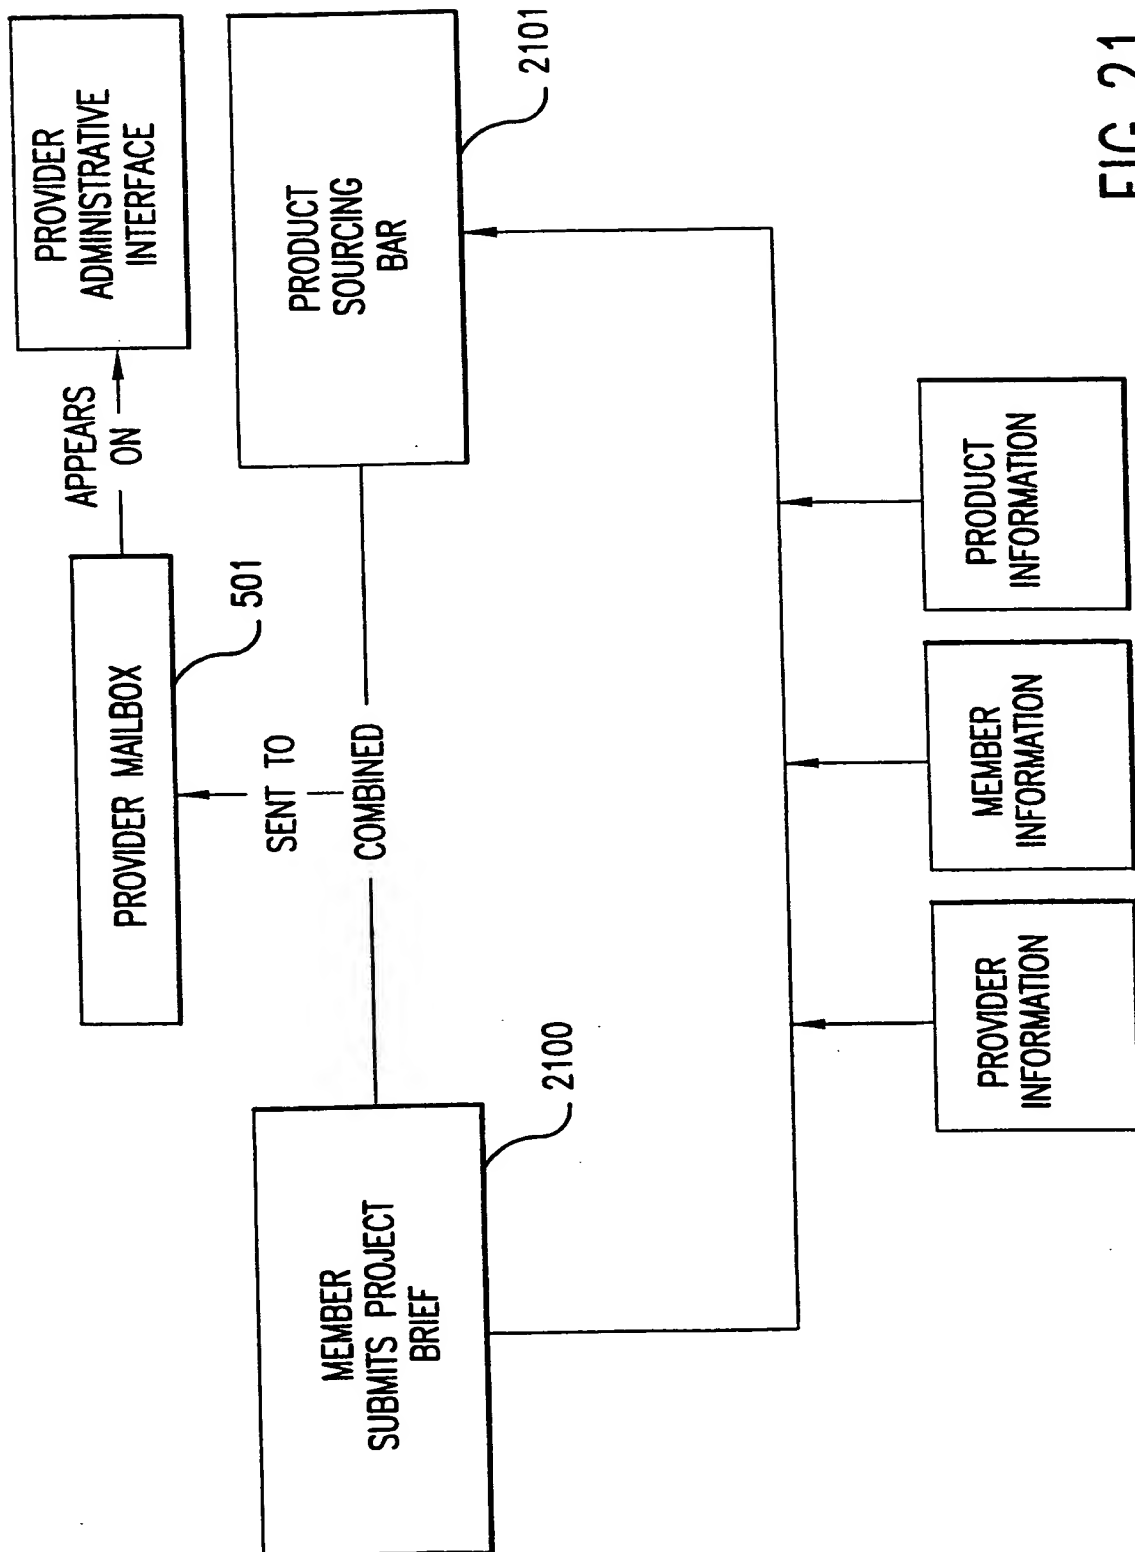 PROVIDER
ADMINISTRATIVE
INTERFACE
APPEARS
ON
PROVIDER MAILBOX
501
SENT TO
COMBINED
MEMBER
SUBMITS PROJECT
BRIEF
2100
PRODUCT
SOURCING
BAR
2101
PROVIDER
INFORMATION
MEMBER
INFORMATION
PRODUCT
INFORMATION
FIG. 21